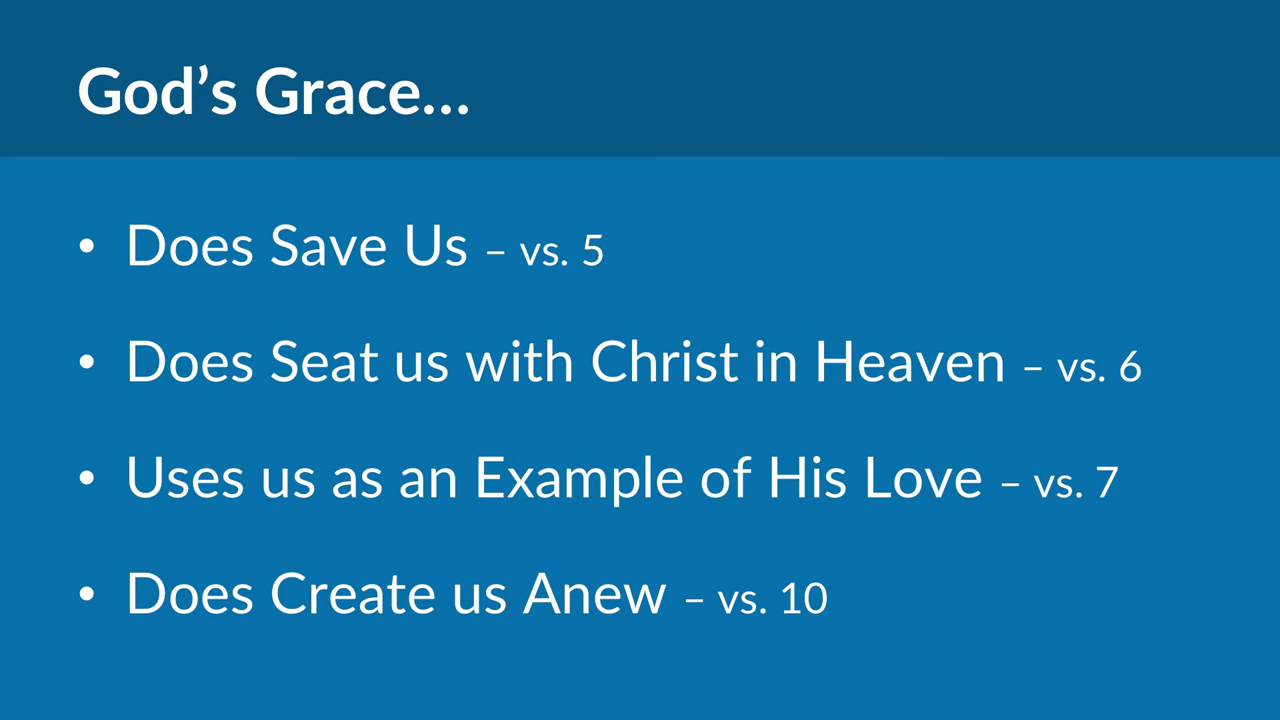 God’s Grace…
• Does Save Us – vs. 5
• Does Seat us with Christ in Heaven – vs. 6
• Uses us as an Example of His Love – vs. 7
• Does Create us Anew – vs. 10